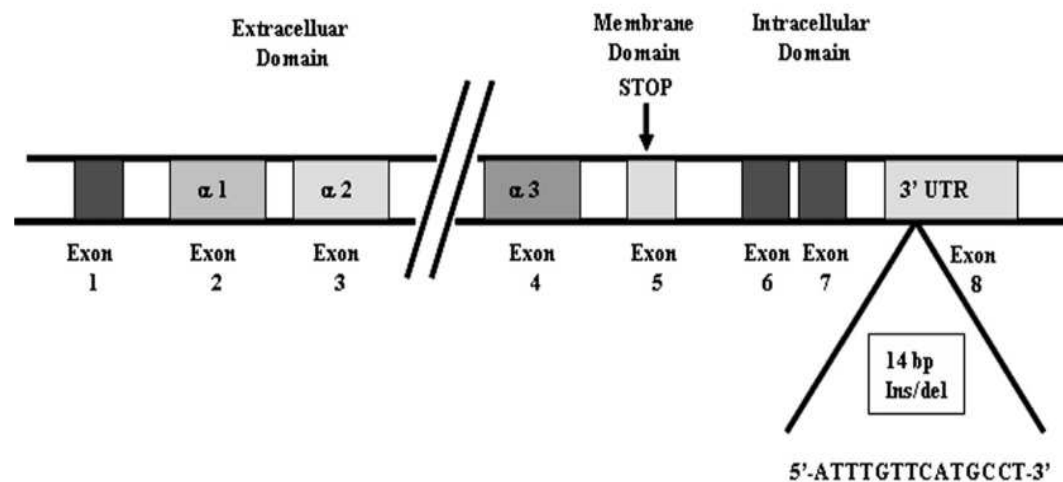 Extracelluar
Domain
Membrane
Domain
STOP
Intracellular
Domain
α 1
α 2
α 3
3’ UTR
Exon
1
Exon
2
Exon
3
Exon
4
Exon
5
Exon
6
Exon
7
Exon
8
14 bp
Ins/del
5’-ATTTGTTCATGCCT-3’